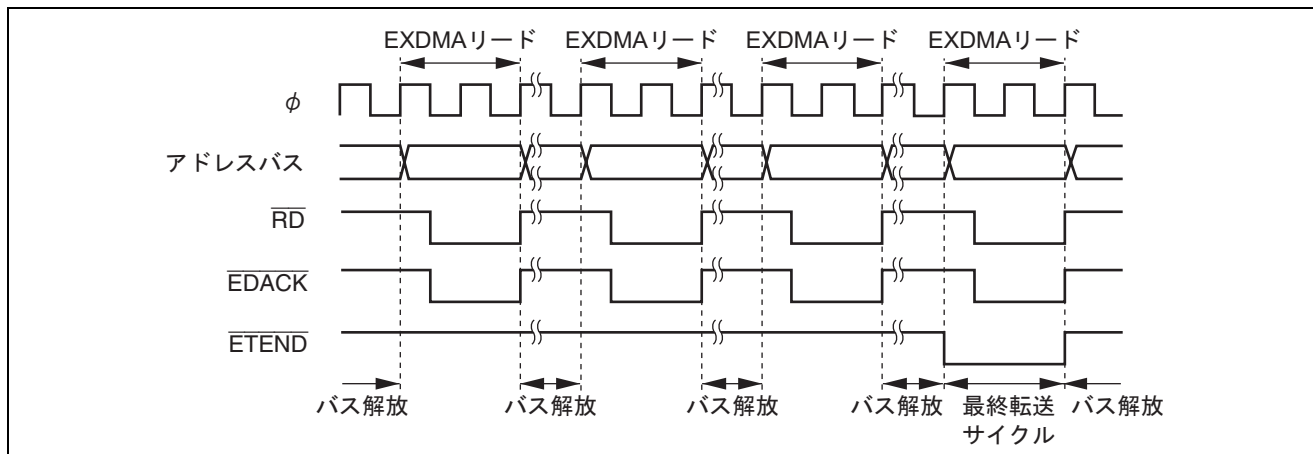 EXDMAリード EXDMAリード EXDMAリード EXDMAリード
φ
アドレスバス
RD
EDACK
ETEND
バス解放 バス解放 バス解放 バス解放 最終転送 バス解放
サイクル